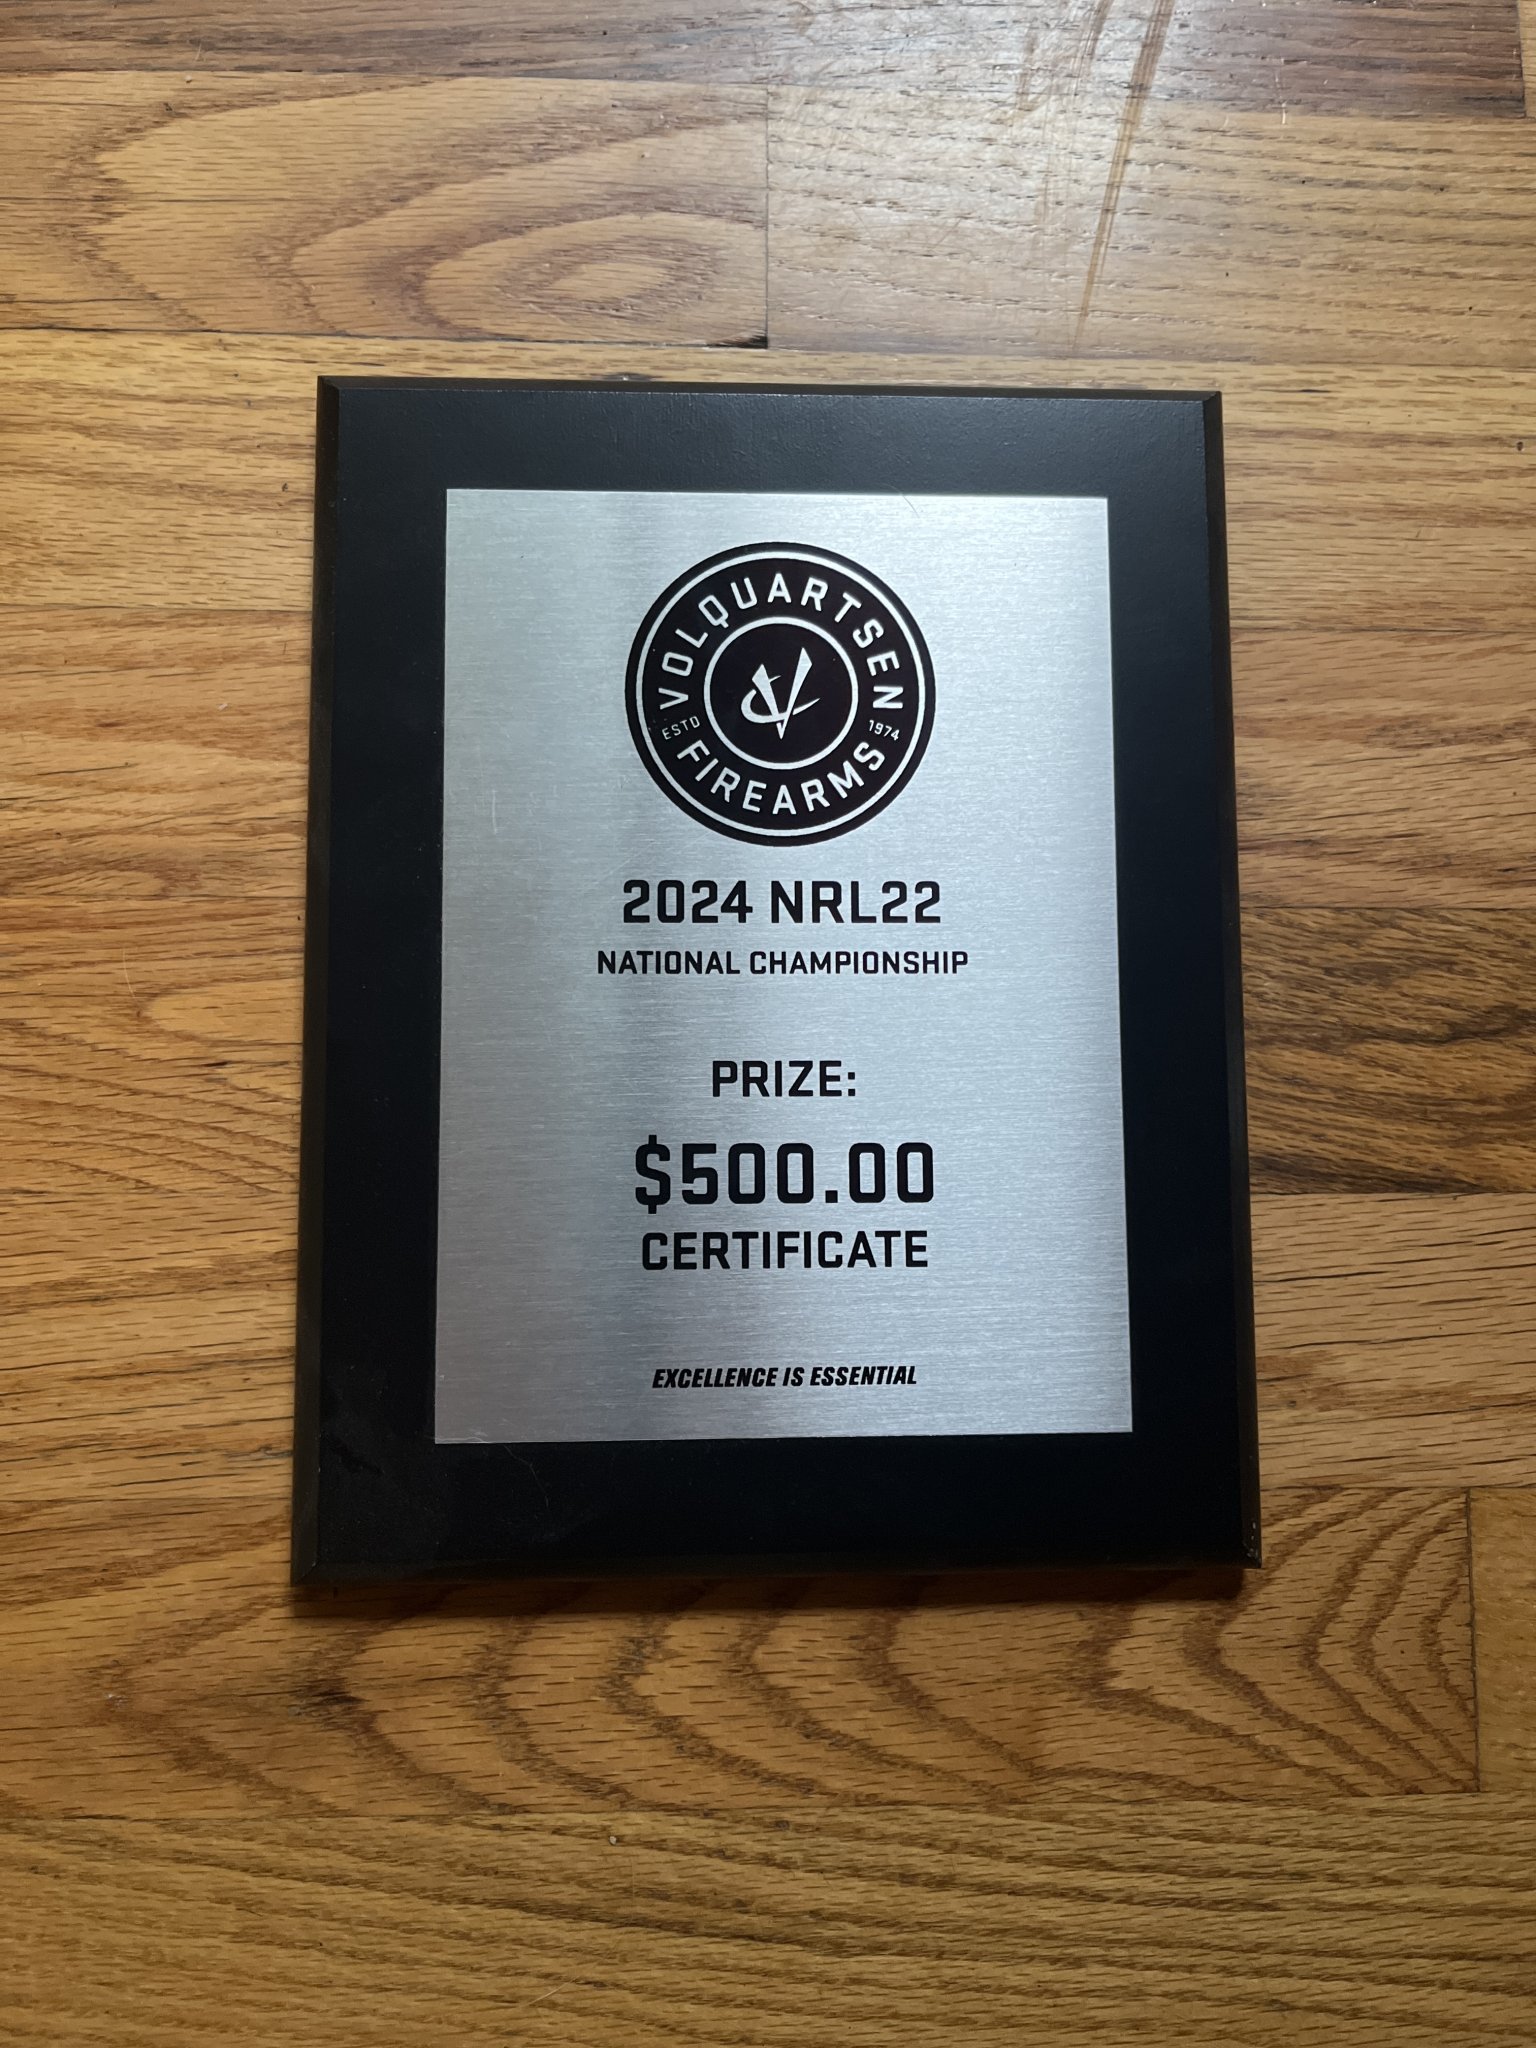 VOLQUARTSEN
ESTD 1974
FIREARMS
2024 NRL22
NATIONAL CHAMPIONSHIP
PRIZE:
$500.00
CERTIFICATE
EXCELLENCE IS ESSENTIAL